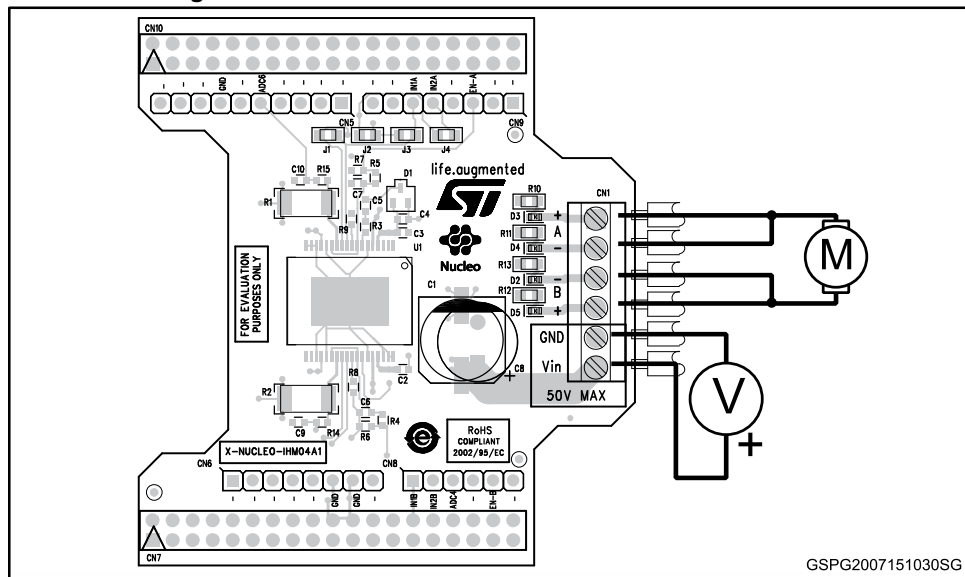 CN10
GND
ADC6
IN1A
IN2A
EN-A
CN5
CN9
J1
J2
J3
J4
R7
R5
C10
R15
D1
life.augmented
C7
C5
R1
C4
R9
R3
C3
U1
Nucleo
R10
D3
+
A
R11
D4
-
R13
D2
-
B
R12
D5
+
CN1
M
FOR EVALUATION
PURPOSES ONLY
C1
GND
Vin
50V MAX
C8
+
C2
V
+
R2
R8
C6
R4
C9
R14
R6
RoHS
COMPLIANT
2002/95/EC
X-NUCLEO-IHM04A1
CN6
CN8
GND
GND
IN1B
IN2B
ADC4
EN-B
CN7
GSPG2007151030SG